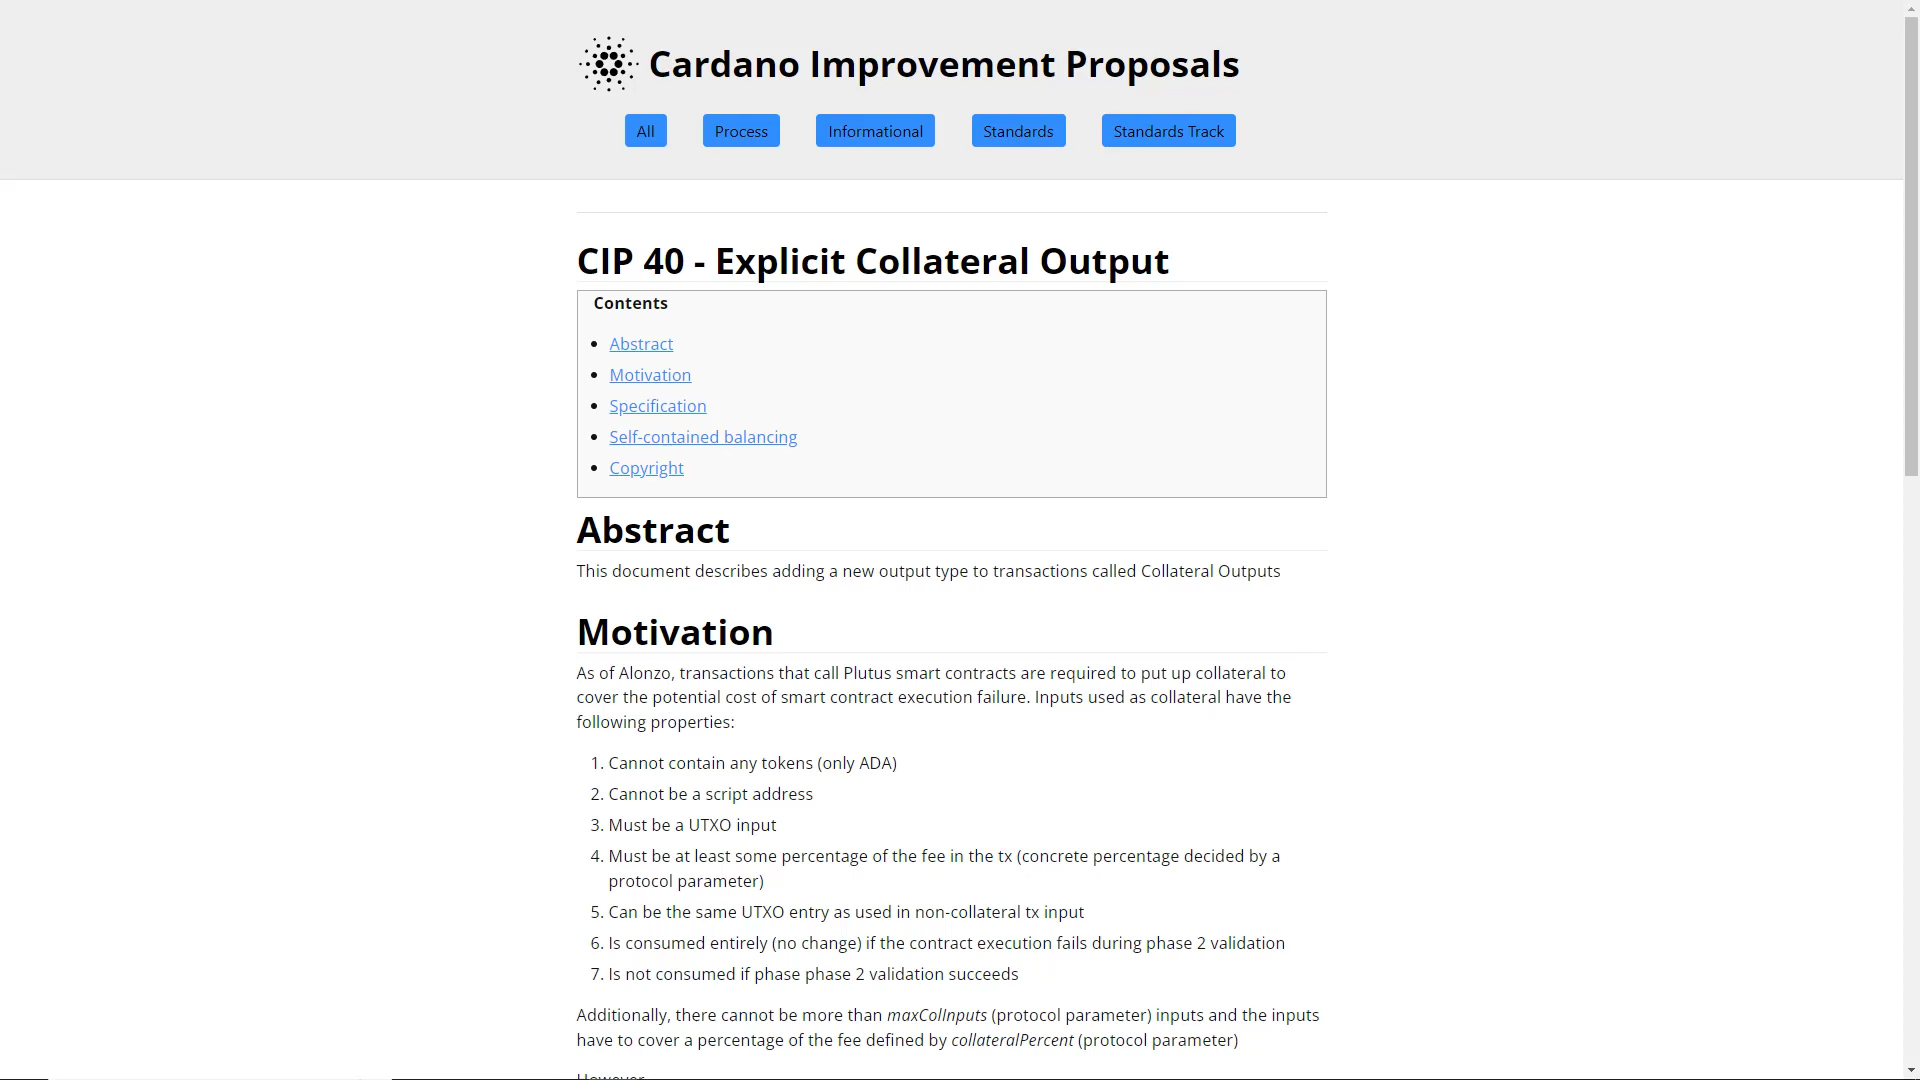 Cardano Improvement Proposals
All
Process
Informational
Standards
Standards Track
CIP 40 - Explicit Collateral Output
Contents
Abstract
Motivation
Specification
Self-contained balancing
Copyright
Abstract
This document describes adding a new output type to transactions called Collateral Outputs
Motivation
As of Alonzo, transactions that call Plutus smart contracts are required to put up collateral to
cover the potential cost of smart contract execution failure. Inputs used as collateral have the
following properties:
1. Cannot contain any tokens (only ADA)
2. Cannot be a script address
3. Must be a UTXO input
4. Must be at least some percentage of the fee in the tx (concrete percentage decided by a
protocol parameter)
5. Can be the same UTXO entry as used in non-collateral tx input
6. Is consumed entirely (no change) if the contract execution fails during phase 2 validation
7. Is not consumed if phase phase 2 validation succeeds
Additionally, there cannot be more than maxColInputs (protocol parameter) inputs and the inputs
have to cover a percentage of the fee defined by collateralPercent (protocol parameter)
However